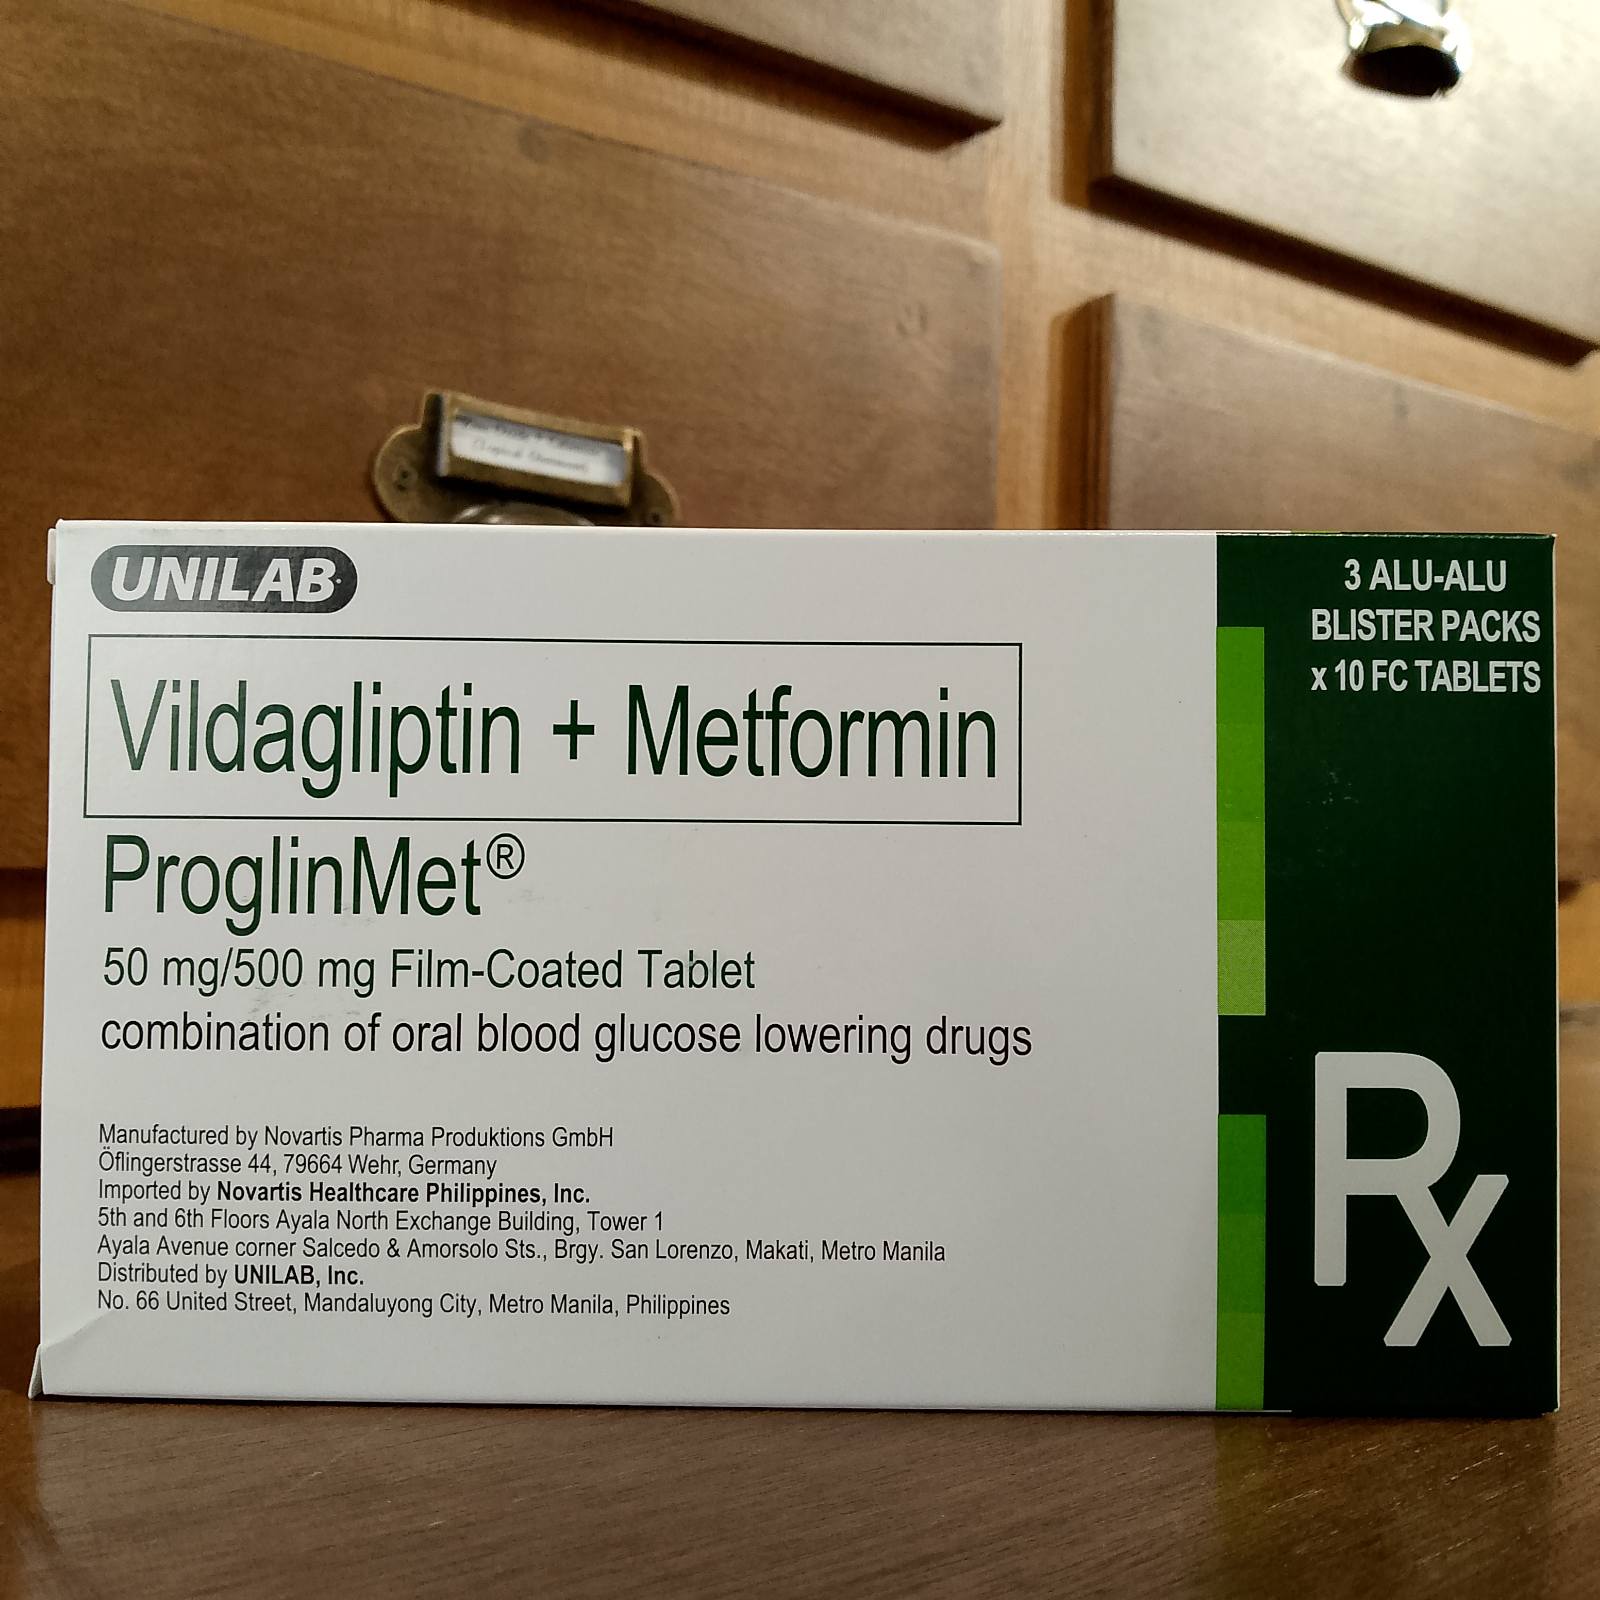 UNILAB
Vildagliptin + Metformin
ProglinMet®
50 mg/500 mg Film-Coated Tablet
combination of oral blood glucose lowering drugs
Manufactured by Novartis Pharma Produktions GmbH
Öflingerstrasse 44, 79664 Wehr, Germany
Imported by Novartis Healthcare Philippines, Inc.
5th and 6th Floors Ayala North Exchange Building, Tower 1
Ayala Avenue corner Salcedo & Amorsolo Sts., Brgy. San Lorenzo, Makati, Metro Manila
Distributed by UNILAB, Inc.
No. 66 United Street, Mandaluyong City, Metro Manila, Philippines
3 ALU-ALU
BLISTER PACKS
x 10 FC TABLETS
Rx